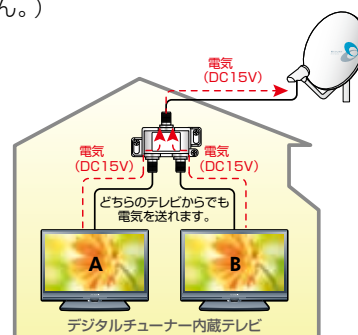 ん。)
電気
(DC15V)
電気
(DC15V)
電気
(DC15V)
どちらのテレビからでも
電気を送れます。
A
B
デジタルチューナー内蔵テレビ